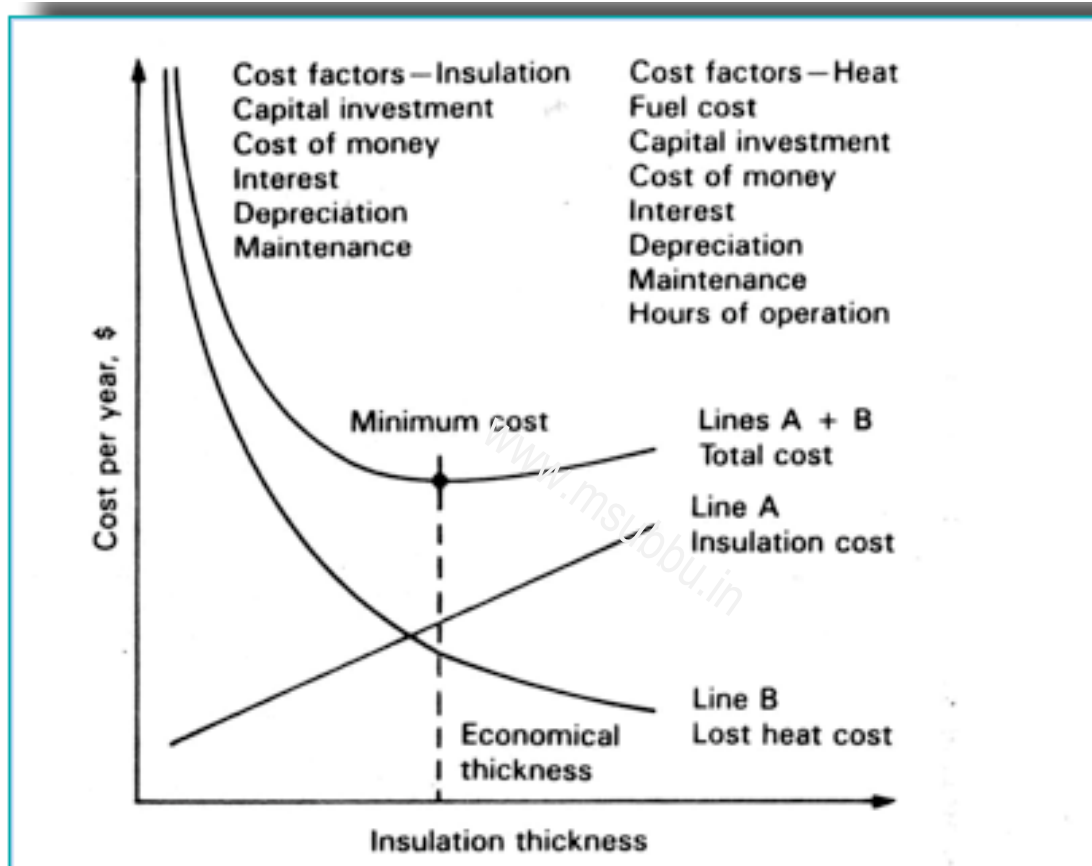 Cost factors—Insulation
Capital investment
Cost of money
Interest
Depreciation
Maintenance
Cost factors—Heat
Fuel cost
Capital investment
Cost of money
Interest
Depreciation
Maintenance
Hours of operation
Cost per year, $
Minimum cost
Lines A + B
Total cost
Line A
Insulation cost
www.msubbu.in
Line B
Lost heat cost
Economical
thickness
Insulation thickness